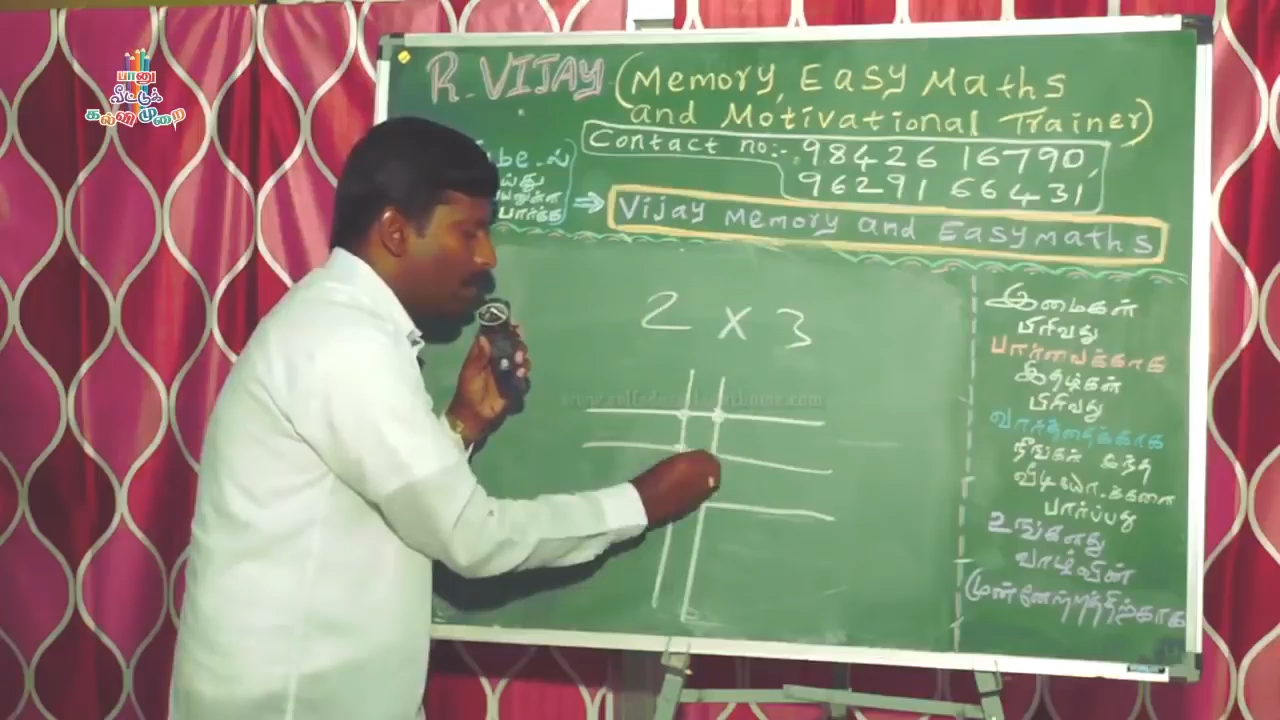 பானு
வீட்டுக்
கல்வி முறை
R. VIJAY (Memory, Easy Maths
and Motivational Trainer)
Contact no:- 98426 16790,
96291 66431
பார்க்க
⇒ Vijay memory and Easymaths
2 x 3
இமைகள்
பிரிவது
பார்வைக்காக
இதழ்கள்
பிரிவது
வார்த்தைக்காக
நீங்கள் இந்த
வீடியோ-க்களை
பார்ப்பது
உங்களது
வாழ்வின்
முன்னேற்றத்திற்காக